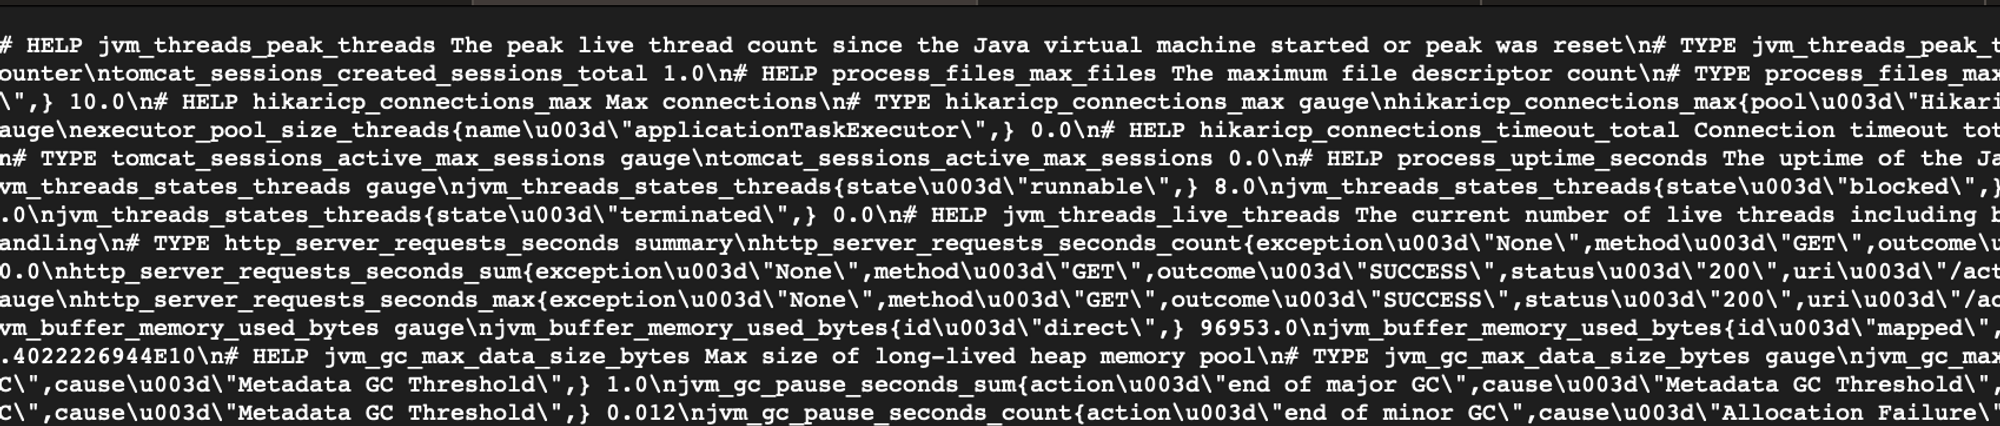 # HELP jvm_threads_peak_threads The peak live thread count since the Java virtual machine started or peak was reset\n# TYPE jvm_threads_peak_t
ounter\ntomcat_sessions_created_sessions_total 1.0\n# HELP process_files_max_files The maximum file descriptor count\n# TYPE process_files_max
\",} 10.0\n# HELP hikaricp_connections_max Max connections\n# TYPE hikaricp_connections_max gauge\nhikaricp_connections_max{pool\u003d\"Hikari
auge\nexecutor_pool_size_threads{name\u003d\"applicationTaskExecutor\",} 0.0\n# HELP hikaricp_connections_timeout_total Connection timeout tot
n# TYPE tomcat_sessions_active_max_sessions gauge\ntomcat_sessions_active_max_sessions 0.0\n# HELP process_uptime_seconds The uptime of the Ja
vm_threads_states_threads gauge\njvm_threads_states_threads{state\u003d\"runnable\",} 8.0\njvm_threads_states_threads{state\u003d\"blocked\",}
.0\njvm_threads_states_threads{state\u003d\"terminated\",} 0.0\n# HELP jvm_threads_live_threads The current number of live threads including b
andling\n# TYPE http_server_requests_seconds summary\nhttp_server_requests_seconds_count{exception\u003d\"None\",method\u003d\"GET\",outcome\u
0.0\nhttp_server_requests_seconds_sum{exception\u003d\"None\",method\u003d\"GET\",outcome\u003d\"SUCCESS\",status\u003d\"200\",uri\u003d\"/act
auge\nhttp_server_requests_seconds_max{exception\u003d\"None\",method\u003d\"GET\",outcome\u003d\"SUCCESS\",status\u003d\"200\",uri\u003d\"/ac
vm_buffer_memory_used_bytes gauge\njvm_buffer_memory_used_bytes{id\u003d\"direct\",} 96953.0\njvm_buffer_memory_used_bytes{id\u003d\"mapped\",
.4022226944E10\n# HELP jvm_gc_max_data_size_bytes Max size of long-lived heap memory pool\n# TYPE jvm_gc_max_data_size_bytes gauge\njvm_gc_max
C\",cause\u003d\"Metadata GC Threshold\",} 1.0\njvm_gc_pause_seconds_sum{action\u003d\"end of major GC\",cause\u003d\"Metadata GC Threshold\",
C\",cause\u003d\"Metadata GC Threshold\",} 0.012\njvm_gc_pause_seconds_count{action\u003d\"end of minor GC\",cause\u003d\"Allocation Failure\"